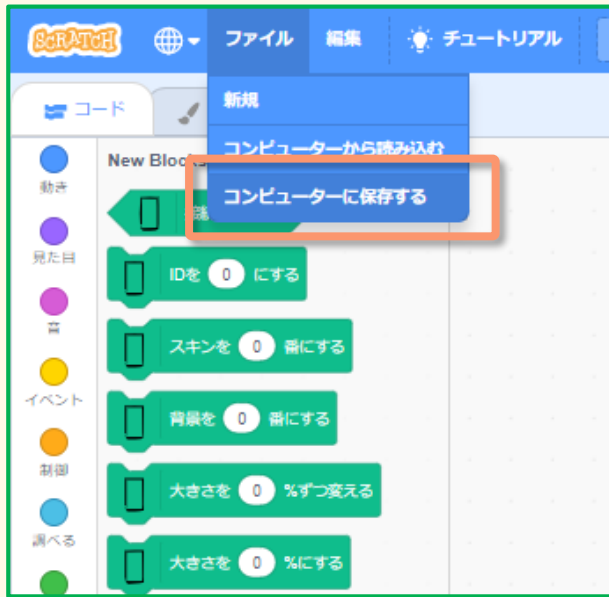 SCRATCH
ファイル
編集
チュートリアル
新規
コンピューターから読み込む
コンピューターに保存する
コード
New Blocks
動き
見た目
音
イベント
制御
調べる
IDを 0 にする
スキンを 0 番にする
背景を 0 番にする
大きさを 0 %ずつ変える
大きさを 0 %にする